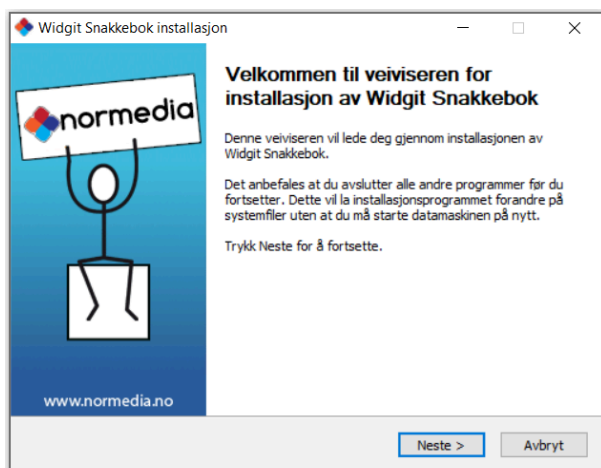 Widgit Snakkebok installasjon
normedia
www.normedia.no
Velkommen til veiviseren for
installasjon av Widgit Snakkebok
Denne veiviseren vil lede deg gjennom installasjonen av
Widgit Snakkebok.
Det anbefales at du avslutter alle andre programmer før du
fortsetter. Dette vil la installasjonsprogrammet forandre på
systemfiler uten at du må starte datamaskinen på nytt.
Trykk Neste for å fortsette.
Neste >
Avbryt